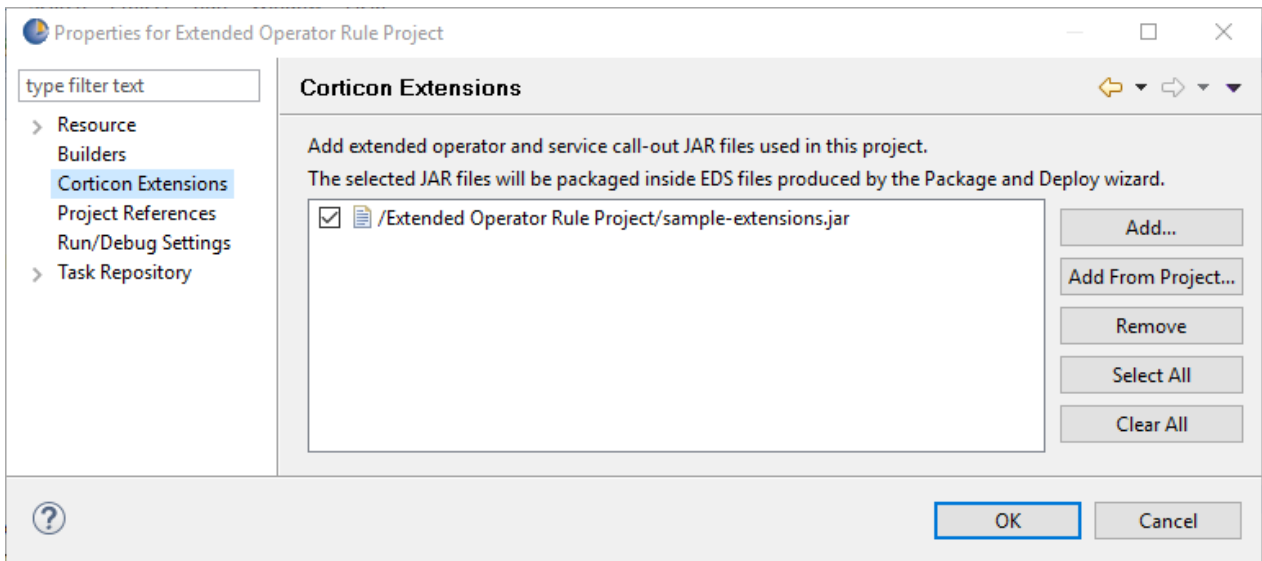 Properties for Extended Operator Rule Project
type filter text
Corticon Extensions
Resource
Builders
Corticon Extensions
Project References
Run/Debug Settings
Task Repository
Add extended operator and service call-out JAR files used in this project.
The selected JAR files will be packaged inside EDS files produced by the Package and Deploy wizard.
/Extended Operator Rule Project/sample-extensions.jar
Add...
Add From Project...
Remove
Select All
Clear All
OK
Cancel